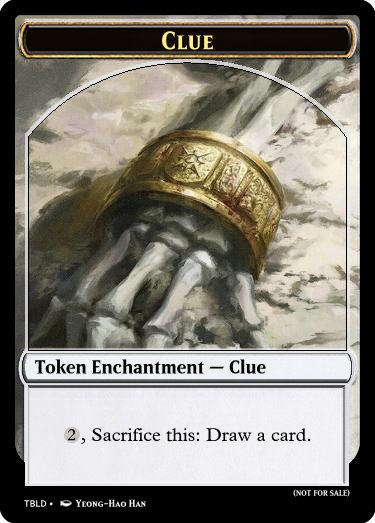 Clue
Token Enchantment — Clue
2, Sacrifice this: Draw a card.
(NOT FOR SALE)
TBLD • Yeong-Hao Han